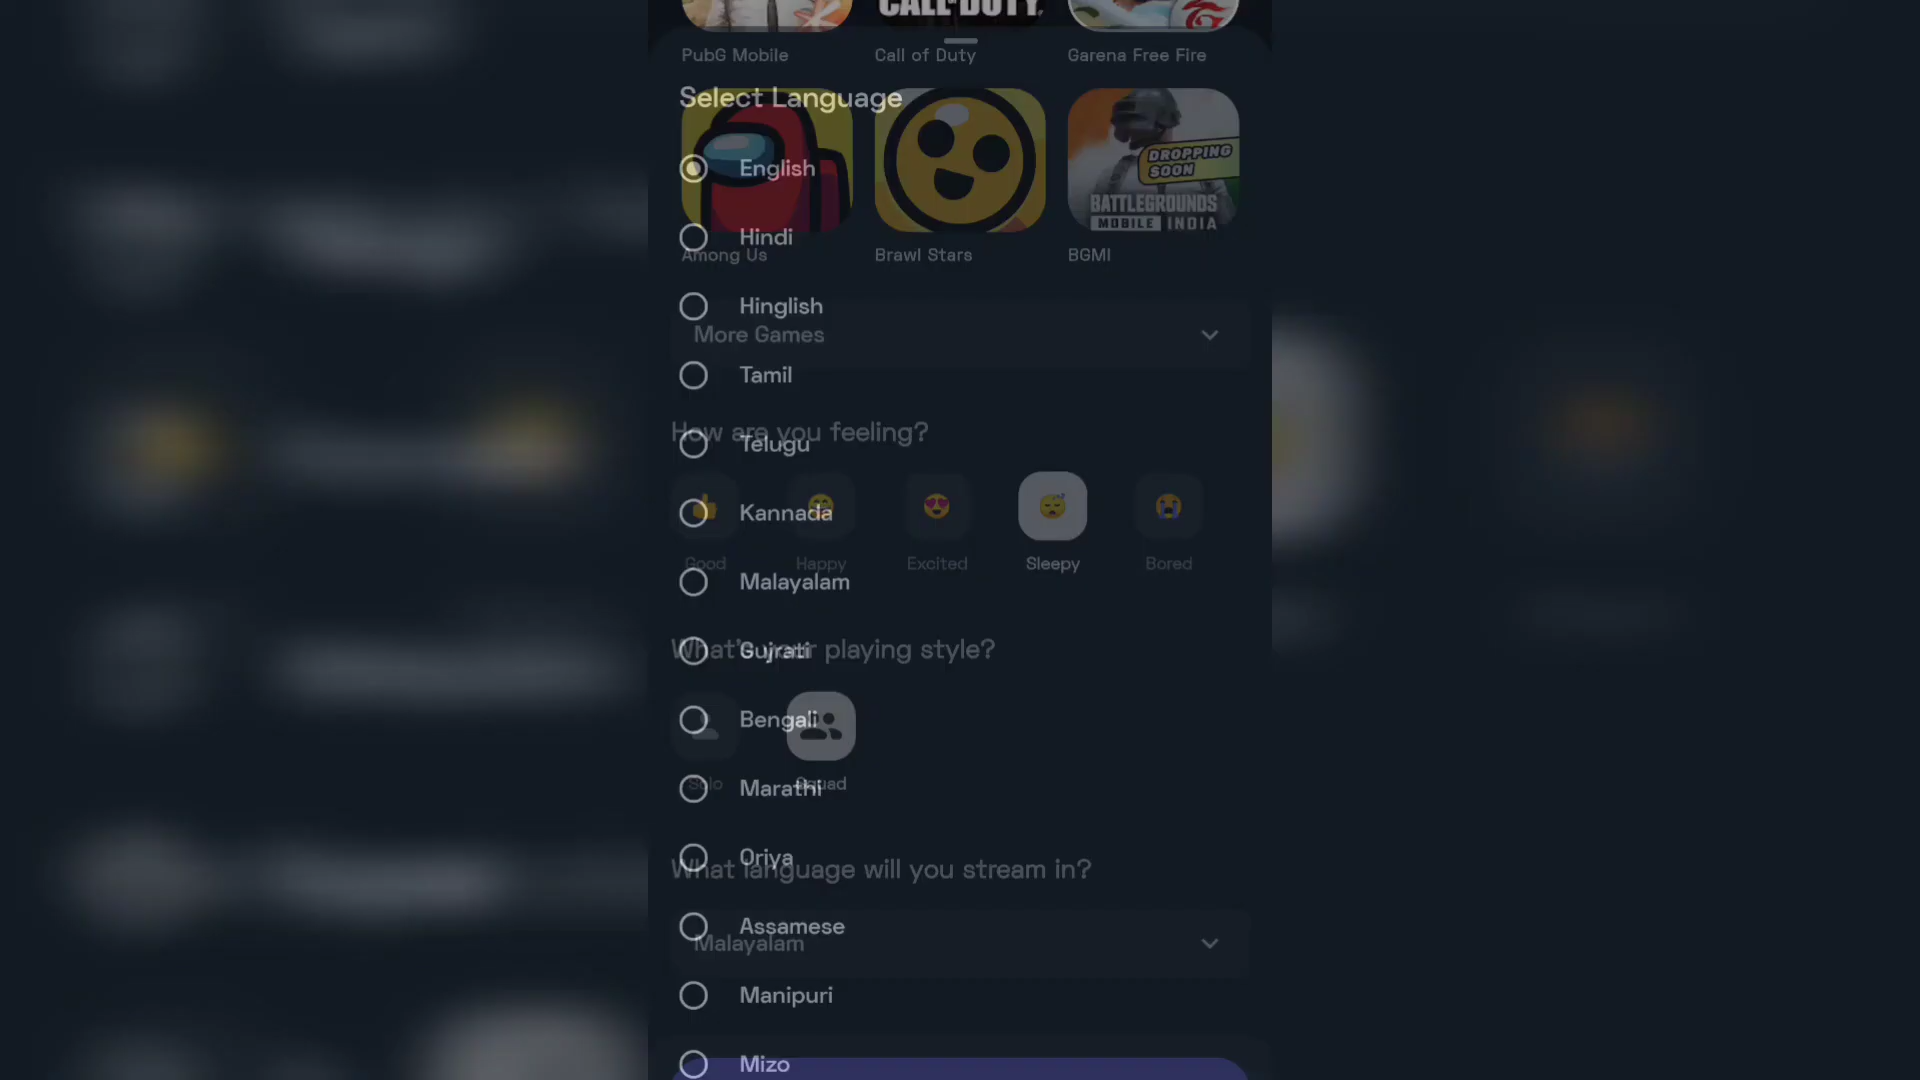 CALL OF DUTY
PubG Mobile
Call of Duty
Garena Free Fire
Select Language
English
DROPPING
SOON
BATTLEGROUNDS
MOBILE INDIA
Hindi
Among Us
Brawl Stars
BGMI
Hinglish
More Games
Tamil
How are you feeling?
Telugu
Kannada
Good
Happy
Excited
Sleepy
Bored
Malayalam
What's your playing style?
Gujrati
Bengali
Solo
Squad
Marathi
Oriya
What language will you stream in?
Assamese
Malayalam
Manipuri
Mizo